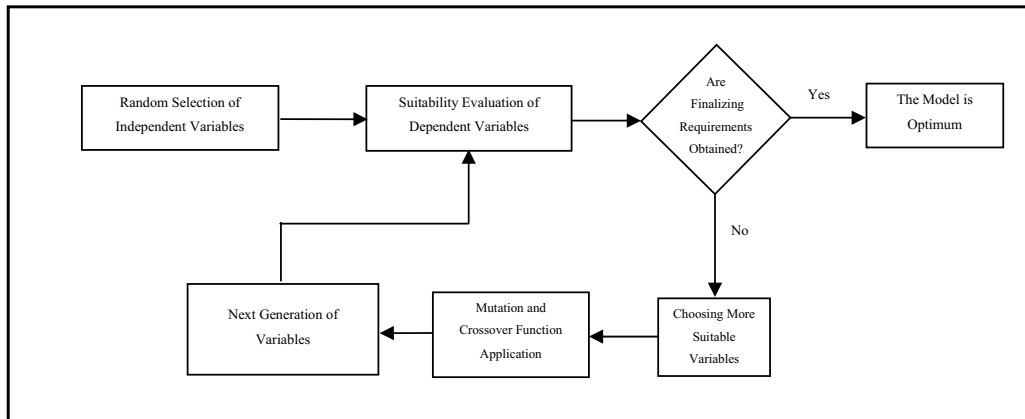 Random Selection of
Independent Variables
Suitability Evaluation of
Dependent Variables
Are
Finalizing
Requirements
Obtained?
Yes
The Model is
Optimum
No
Choosing More
Suitable
Variables
Mutation and
Crossover Function
Application
Next Generation of
Variables